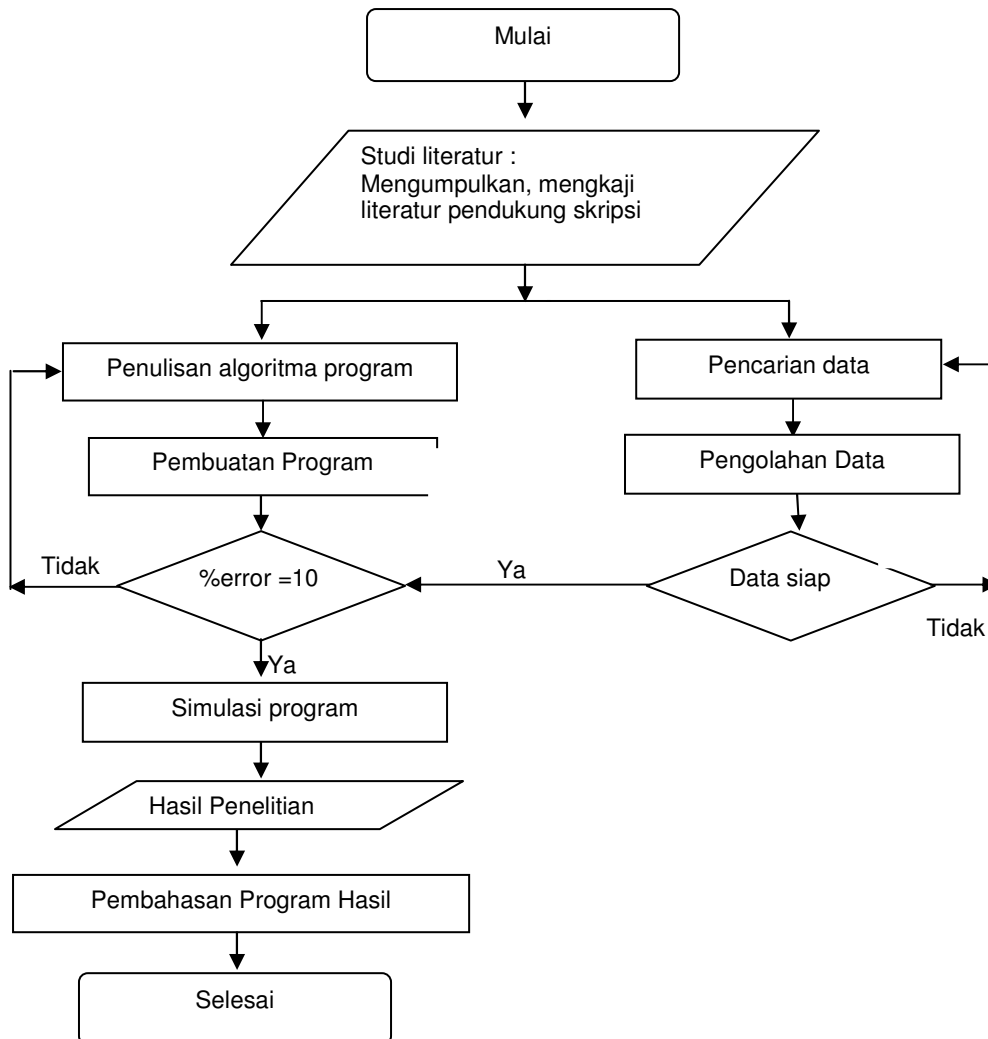 Mulai
Studi literatur :
Mengumpulkan, mengkaji
literatur pendukung skripsi
Penulisan algoritma program
Pencarian data
Pembuatan Program
Pengolahan Data
Tidak
%error =10
Ya
Data siap
Tidak
Ya
Simulasi program
Hasil Penelitian
Pembahasan Program Hasil
Selesai